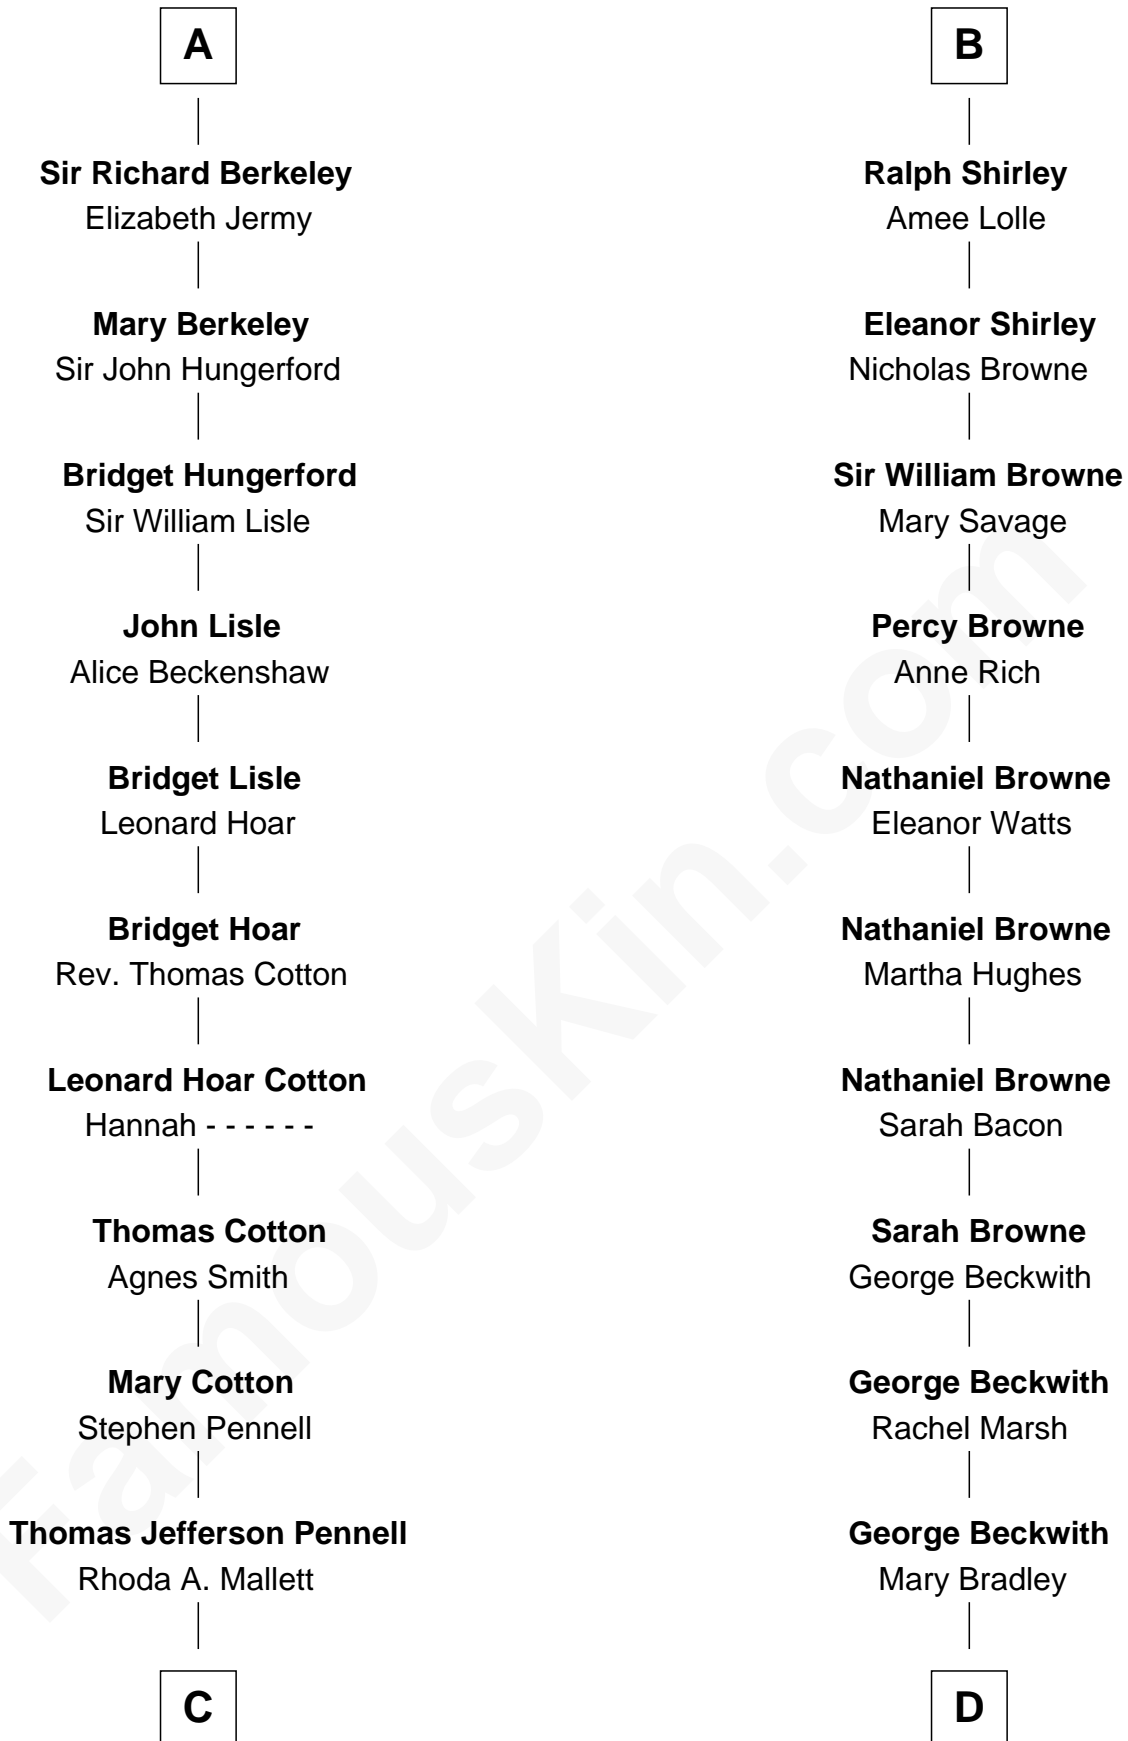 A
Sir Richard Berkeley
Elizabeth Jermy
Mary Berkeley
Sir John Hungerford
Bridget Hungerford
Sir William Lisle
John Lisle
Alice Beckenshaw
Bridget Lisle
Leonard Hoar
Bridget Hoar
Rev. Thomas Cotton
Leonard Hoar Cotton
Hannah - - - - - -
Thomas Cotton
Agnes Smith
Mary Cotton
Stephen Pennell
Thomas Jefferson Pennell
Rhoda A. Mallett
C
B
Ralph Shirley
Amee Lolle
Eleanor Shirley
Nicholas Browne
Sir William Browne
Mary Savage
Percy Browne
Anne Rich
Nathaniel Browne
Eleanor Watts
Nathaniel Browne
Martha Hughes
Nathaniel Browne
Sarah Bacon
Sarah Browne
George Beckwith
George Beckwith
Rachel Marsh
George Beckwith
Mary Bradley
D
FamousKin.com